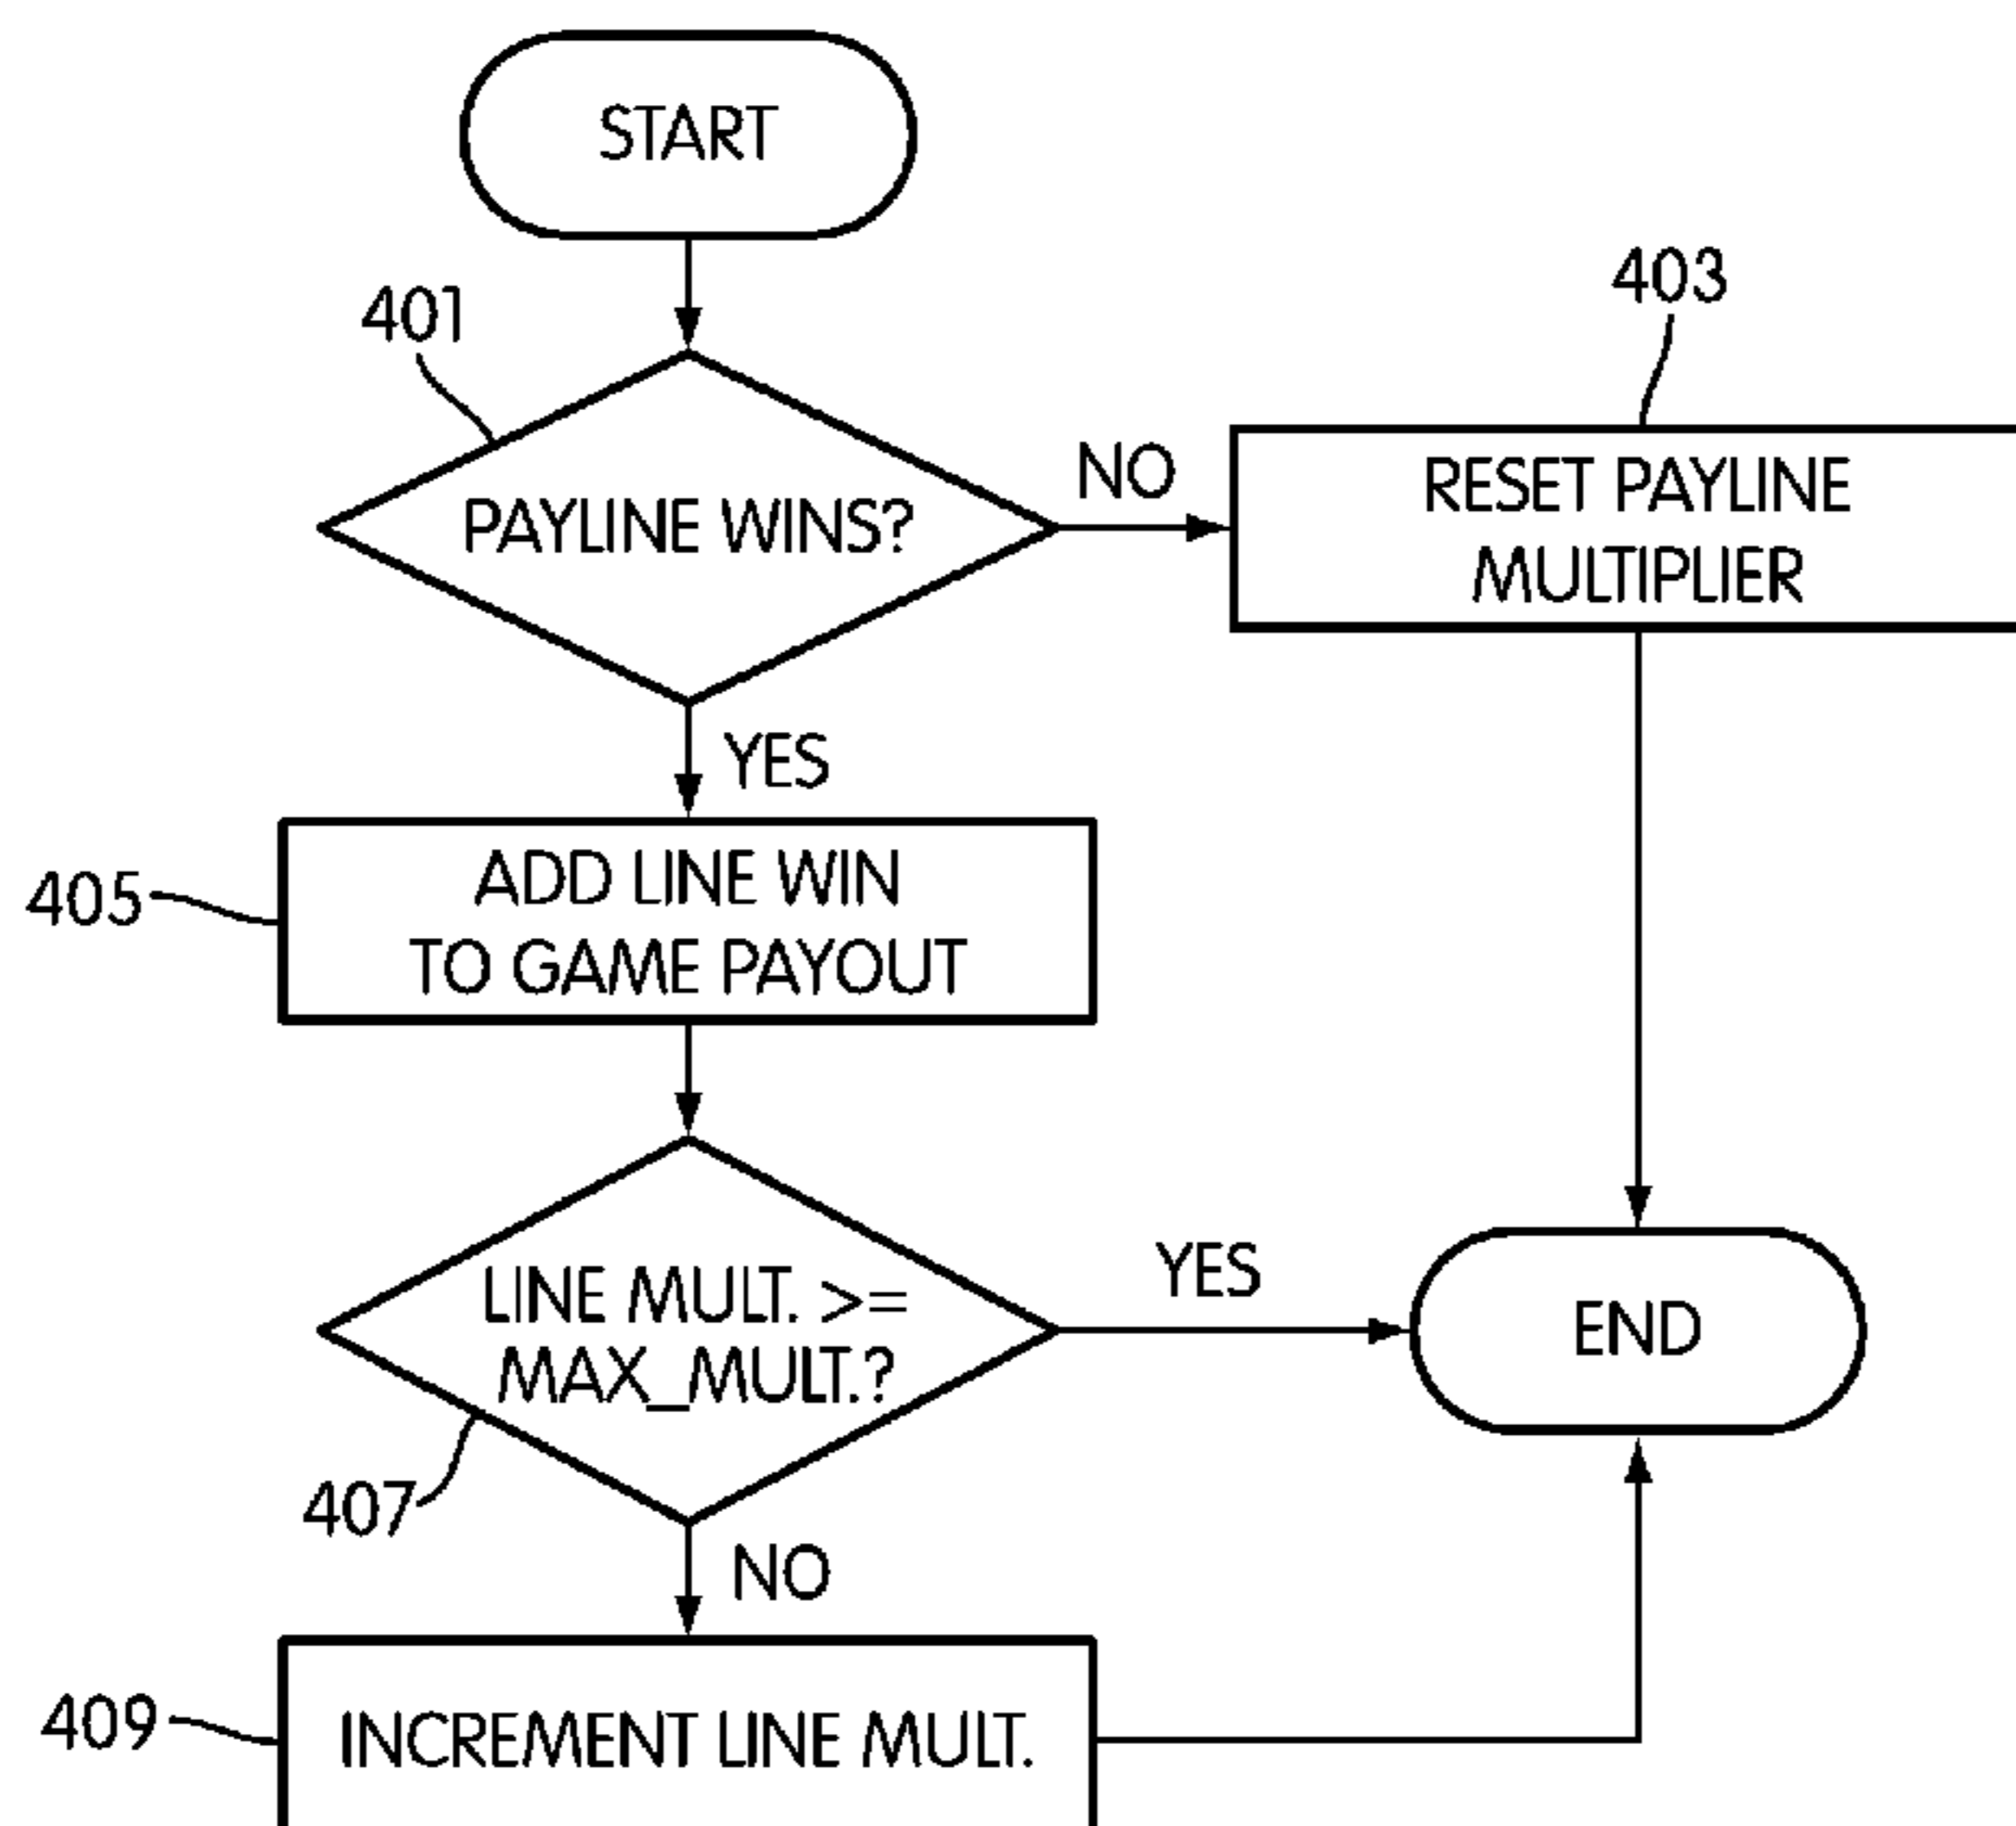 START
401
403
PAYLINE WINS?
NO
RESET PAYLINE
MULTIPLIER
YES
405
ADD LINE WIN
TO GAME PAYOUT
LINE MULT. >=
MAX_MULT.?
YES
END
407
NO
409
INCREMENT LINE MULT.